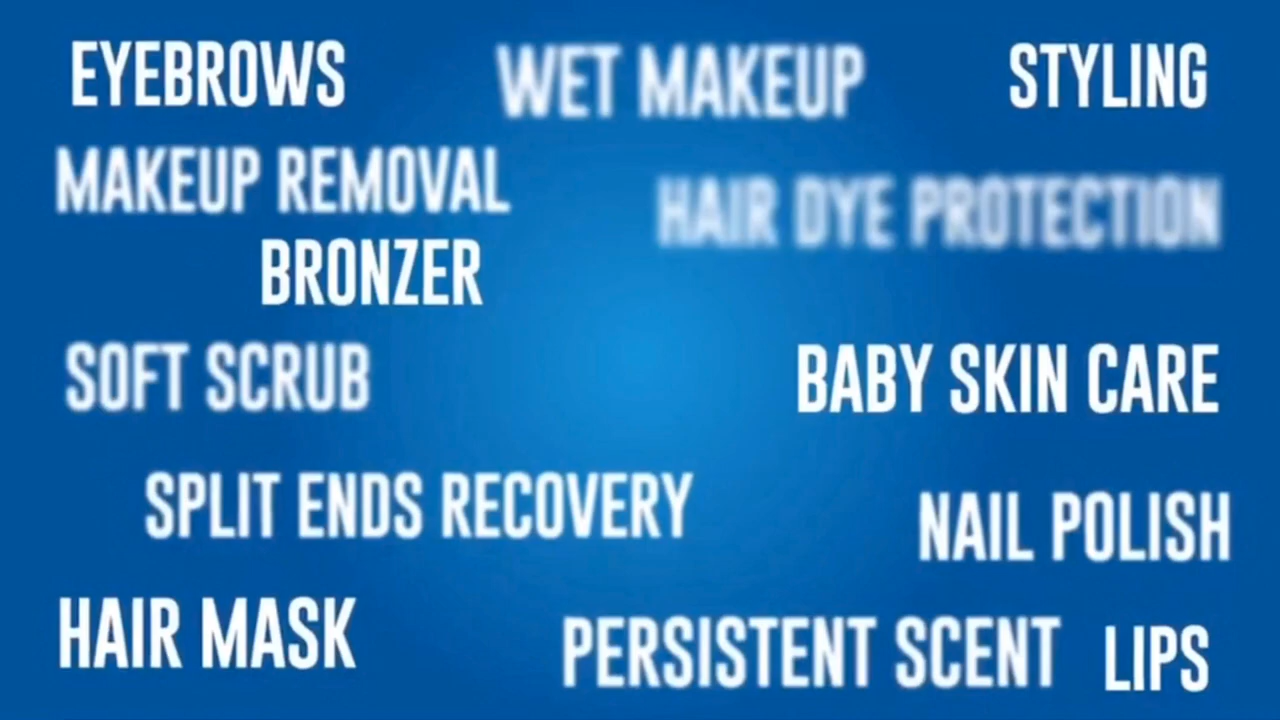 EYEBROWS
WET MAKEUP
STYLING
MAKEUP REMOVAL
HAIR DYE PROTECTION
BRONZER
SOFT SCRUB
BABY SKIN CARE
SPLIT ENDS RECOVERY
NAIL POLISH
HAIR MASK
PERSISTENT SCENT
LIPS